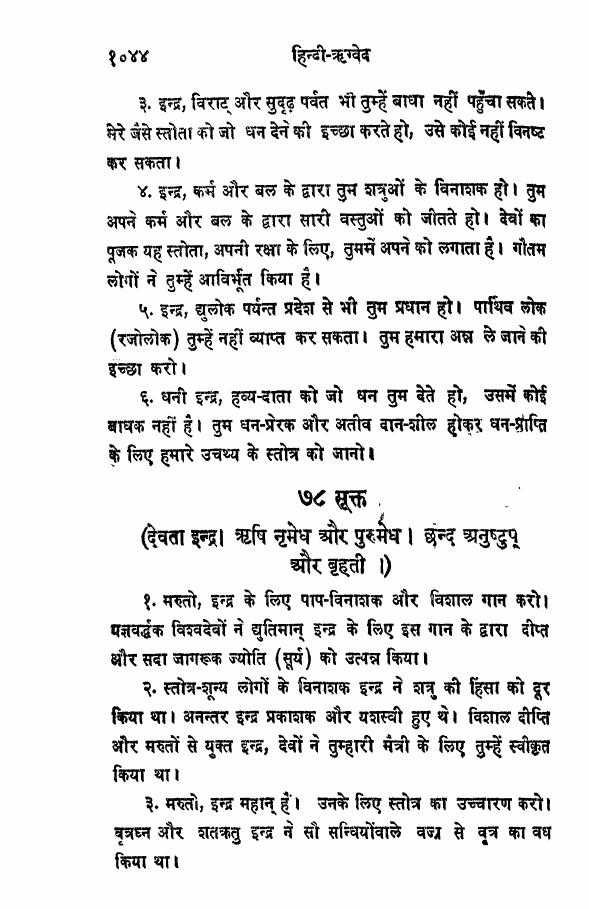 १०४४ हिन्दी-ऋग्वेद
३. इन्द्र, विराट् और सुदृढ़ पर्वत भी तुम्हें बाधा नहीं पहुँचा सकते।
मेरे जैसे स्तोता को जो धन देने की इच्छा करते हो, उसे कोई नहीं विनष्ट
कर सकता।
४. इन्द्र, कर्म और बल के द्वारा तुम शत्रुओं के विनाशक हो। तुम
अपने कर्म और बल के द्वारा सारी वस्तुओं को जीतते हो। देवों का
पूजक यह स्तोता, अपनी रक्षा के लिए, तुममें अपने को लगाता है। गौतम
लोगों ने तुम्हें आविर्भूत किया है।
५. इन्द्र, द्युलोक पर्यन्त प्रदेश से भी तुम प्रधान हो। पार्थिव लोक
(रजोलोक) तुम्हें नहीं व्याप्त कर सकता। तुम हमारा अन्न ले जाने की
इच्छा करो।
६. धनी इन्द्र, हव्य-दाता को जो धन तुम देते हो, उसमें कोई
बाधक नहीं है। तुम धन-प्रेरक और अतीव दान-शील होकर धन-प्राप्ति
के लिए हमारे उचथ्य के स्तोत्र को जानो।
७८ सूक्त
(देवता इन्द्र। ऋषि नृमेध और पुरुमेध। छन्द अनुष्टुप्
और बृहती ।)
१. मरुतो, इन्द्र के लिए पाप-विनाशक और विशाल गान करो।
यज्ञवर्द्धक विश्वदेवों ने द्युतिमान् इन्द्र के लिए इस गान के द्वारा दीप्त
और सदा जागरूक ज्योति (सूर्य) को उत्पन्न किया।
२. स्तोत्र-शून्य लोगों के विनाशक इन्द्र ने शत्रु की हिंसा को दूर
किया था। अनन्तर इन्द्र प्रकाशक और यशस्वी हुए थे। विशाल दीप्ति
और मरुतों से युक्त इन्द्र, देवों ने तुम्हारी मैत्री के लिए तुम्हें स्वीकृत
किया था।
३. मरुतो, इन्द्र महान् हैं। उनके लिए स्तोत्र का उच्चारण करो।
वृत्रघ्न और शतक्रतु इन्द्र ने सौ सन्धियोंवाले वज्र से वृत्र का वध
किया था।